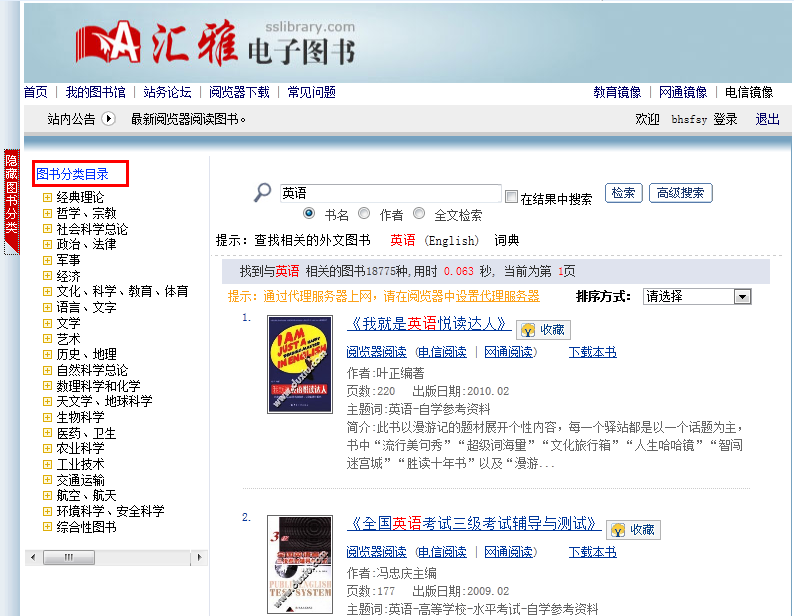 sslibrary.com
汇雅电子图书
首页 | 我的图书馆 | 站务论坛 | 阅览器下载 | 常见问题
教育镜像 | 网通镜像 | 电信镜像
站内公告 最新阅览器阅读图书。
欢迎 bhsfsy 登录 退出
隐藏图书分类
图书分类目录
经典理论
哲学、宗教
社会科学总论
政治、法律
军事
经济
文化、科学、教育、体育
语言、文字
文学
艺术
历史、地理
自然科学总论
数理科学和化学
天文学、地球科学
生物科学
医药、卫生
农业科学
工业技术
交通运输
航空、航天
环境科学、安全科学
综合性图书
英语 在结果中搜索 检索 高级搜索
书名 作者 全文检索
提示：查找相关的外文图书 英语 (English) 词典
找到与英语 相关的图书18775种,用时 0.063 秒, 当前为第 1页
提示：通过代理服务器上网，请在阅览器中设置代理服务器 排序方式： 请选择
1.
I AM JUST A
IN ENGLISH
www.duxiu.com
《我就是英语悦读达人》 收藏
阅览器阅读 (电信阅读 | 网通阅读) 下载本书
作者:叶正编著
页数:220 出版日期:2010.02
主题词:英语-自学参考资料
简介:此书以漫游记的题材展开个性内容，每一个驿站都是以一个话题为主，
书中“流行美句秀”“超级词海量”“文化旅行箱”“人生哈哈镜”“智闯
迷宫城”“胜读十年书”以及“漫游...
2.
PUBLIC ENGLISH
TEST SYSTEM
《全国英语考试三级考试辅导与测试》 收藏
阅览器阅读 (电信阅读 | 网通阅读) 下载本书
作者:冯忠庆主编
页数:177 出版日期:2009.02
主题词:英语-高等学校-水平考试-自学参考资料